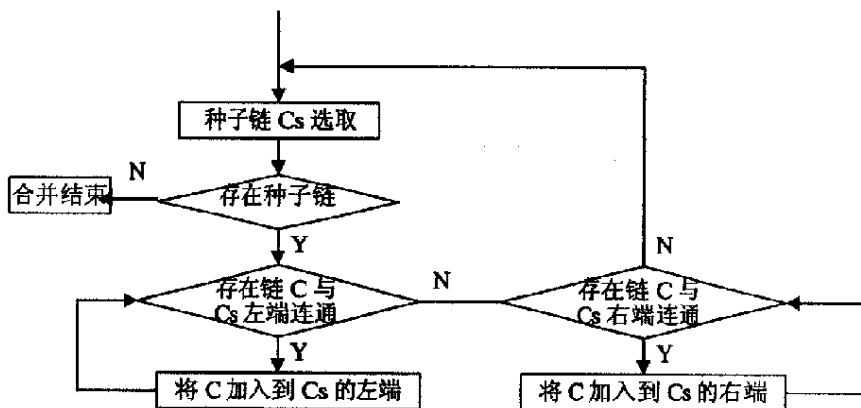 种子链 Cs 选取
N
合并结束
存在种子链
Y
存在链 C 与
Cs 左端连通
N
N
存在链 C 与
Cs 右端连通
Y
Y
将 C 加入到 Cs 的左端
将 C 加入到 Cs 的右端